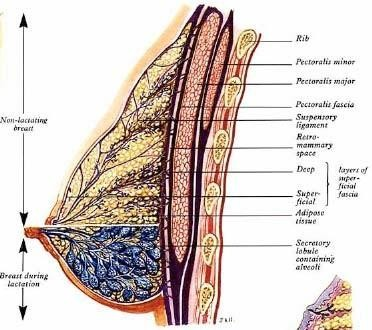 Rib
Pectoralis minor
Pectoralis major
Pectoralis fascia
Suspensory
ligament
Retro-
mammary
space
Deep
Super-
ficial
layers of
super-
ficial
fascia
Adipose
tissue
Secretory
lobule
containing
alveoli
Non-lactating
breast
Breast during
lactation